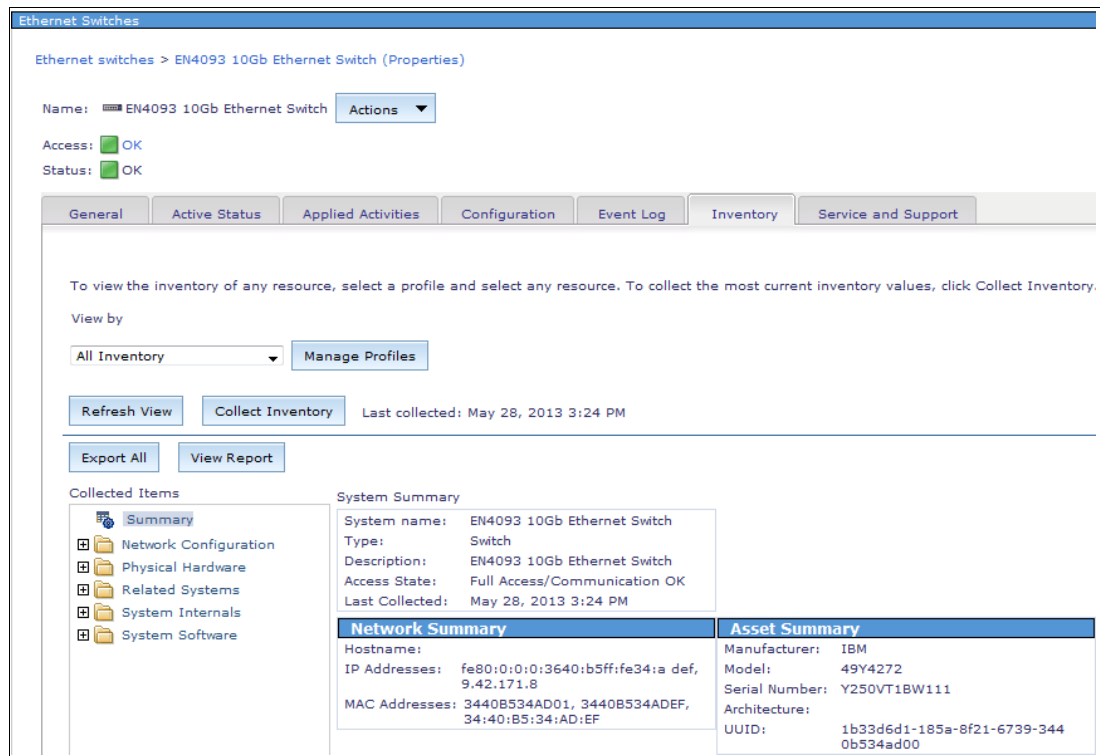 Ethernet Switches
Ethernet switches > EN4093 10Gb Ethernet Switch (Properties)
Name: EN4093 10Gb Ethernet Switch Actions
Access: OK
Status: OK
General Active Status Applied Activities Configuration Event Log Inventory Service and Support
To view the inventory of any resource, select a profile and select any resource. To collect the most current inventory values, click Collect Inventory.
View by
All Inventory Manage Profiles
Refresh View Collect Inventory Last collected: May 28, 2013 3:24 PM
Export All View Report
Collected Items
Summary
Network Configuration
Physical Hardware
Related Systems
System Internals
System Software
System Summary
System name: EN4093 10Gb Ethernet Switch
Type: Switch
Description: EN4093 10Gb Ethernet Switch
Access State: Full Access/Communication OK
Last Collected: May 28, 2013 3:24 PM
Network Summary
Hostname:
IP Addresses: fe80:0:0:0:3640:b5ff:fe34:a def,
9.42.171.8
MAC Addresses: 3440B534AD01, 3440B534ADEF,
34:40:B5:34:AD:EF
Asset Summary
Manufacturer: IBM
Model: 49Y4272
Serial Number: Y250VT1BW111
Architecture:
UUID: 1b33d6d1-185a-8f21-6739-344
0b534ad00